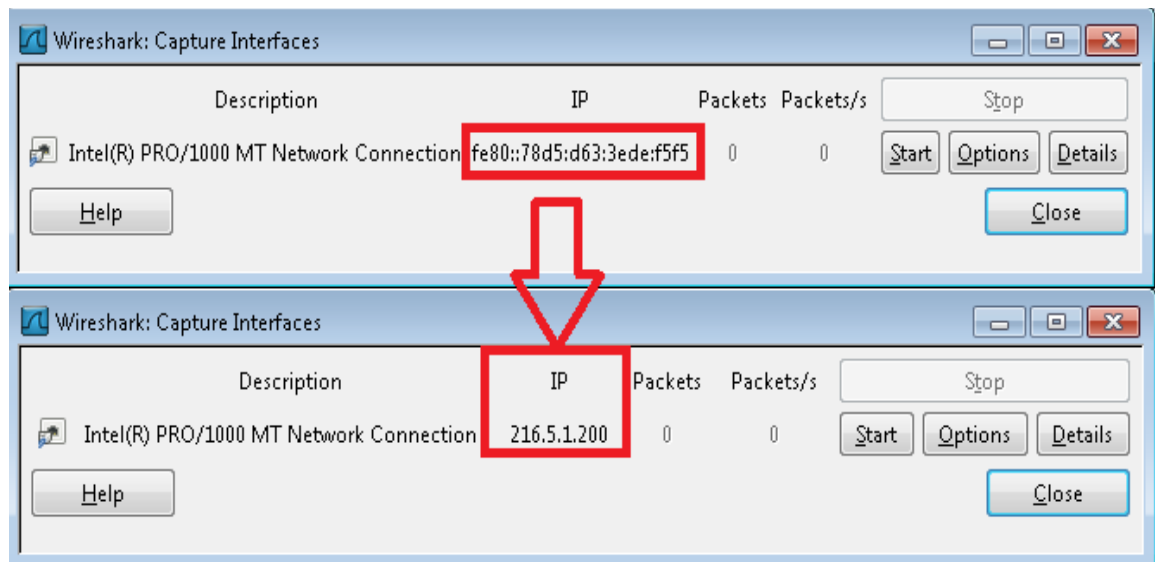 Wireshark: Capture Interfaces
Description IP Packets Packets/s Stop
Intel(R) PRO/1000 MT Network Connection fe80::78d5:d63:3ede:f5f5 0 0 Start Options Details
Help Close
Wireshark: Capture Interfaces
Description IP Packets Packets/s Stop
Intel(R) PRO/1000 MT Network Connection 216.5.1.200 0 0 Start Options Details
Help Close